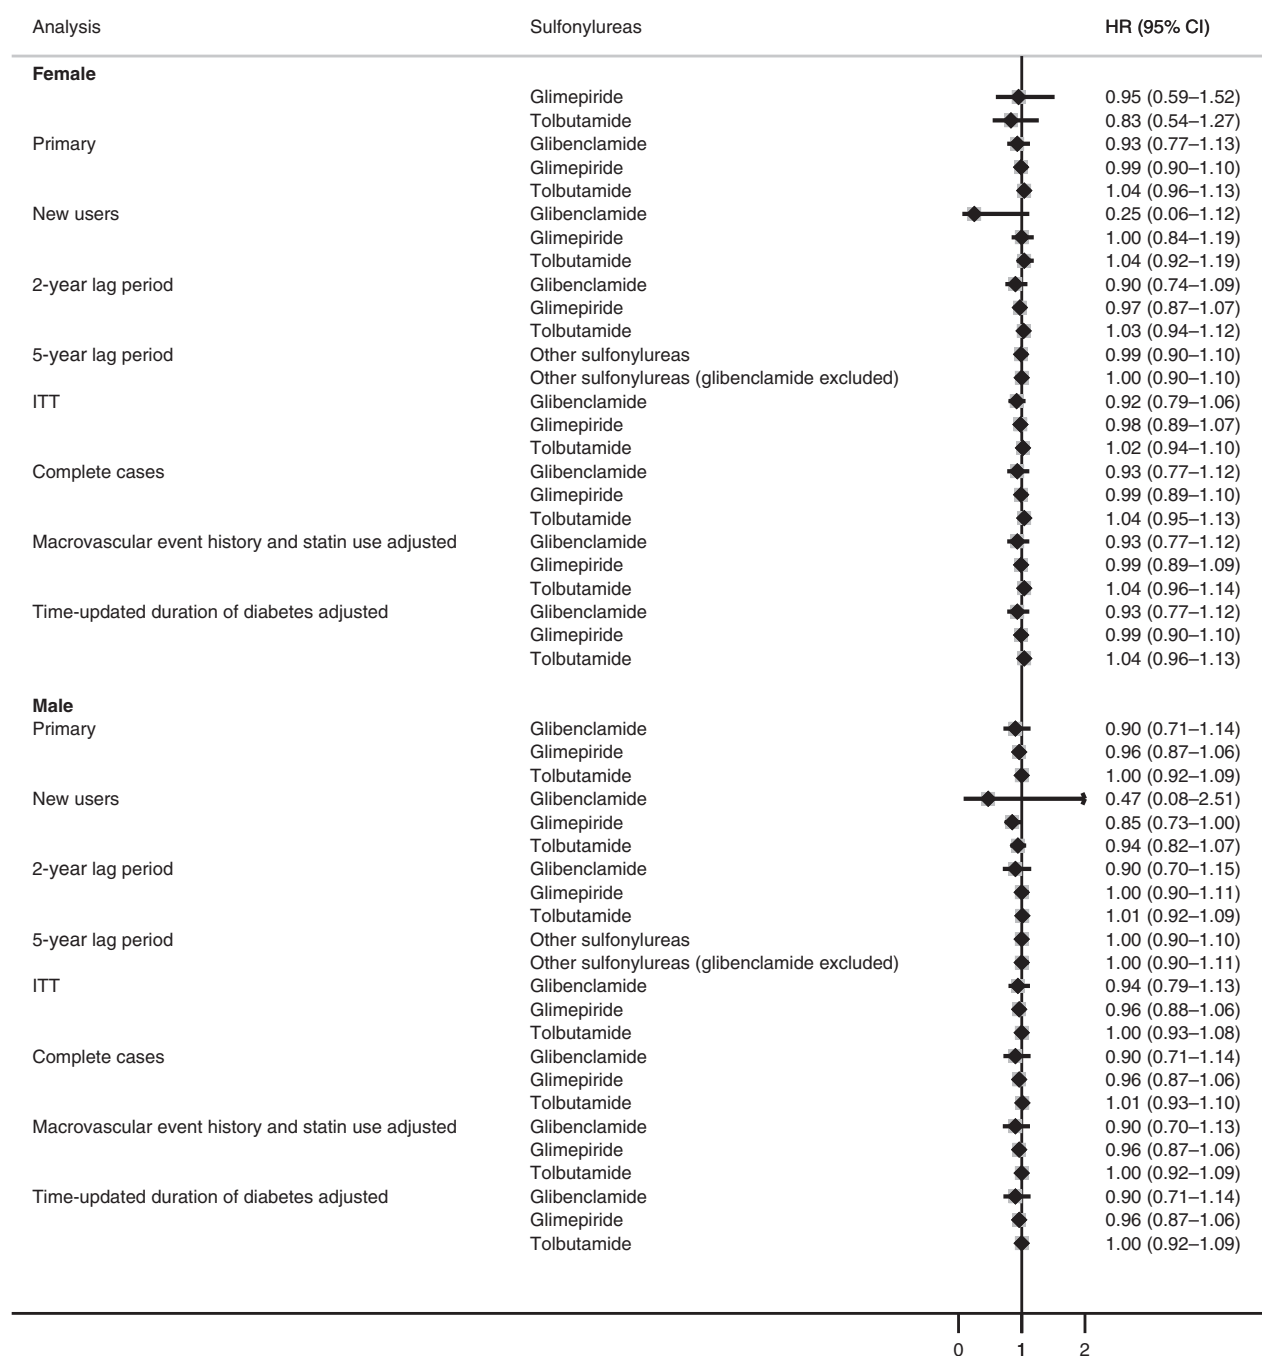 Analysis Sulfonylureas HR (95% CI)
Female
Glimepiride 0.95 (0.59–1.52)
Tolbutamide 0.83 (0.54–1.27)
Primary Glibenclamide 0.93 (0.77–1.13)
Glimepiride 0.99 (0.90–1.10)
Tolbutamide 1.04 (0.96–1.13)
New users Glibenclamide 0.25 (0.06–1.12)
Glimepiride 1.00 (0.84–1.19)
Tolbutamide 1.04 (0.92–1.19)
2-year lag period Glibenclamide 0.90 (0.74–1.09)
Glimepiride 0.97 (0.87–1.07)
Tolbutamide 1.03 (0.94–1.12)
5-year lag period Other sulfonylureas 0.99 (0.90–1.10)
Other sulfonylureas (glibenclamide excluded) 1.00 (0.90–1.10)
ITT Glibenclamide 0.92 (0.79–1.06)
Glimepiride 0.98 (0.89–1.07)
Tolbutamide 1.02 (0.94–1.10)
Complete cases Glibenclamide 0.93 (0.77–1.12)
Glimepiride 0.99 (0.89–1.10)
Tolbutamide 1.04 (0.95–1.13)
Macrovascular event history and statin use adjusted Glibenclamide 0.93 (0.77–1.12)
Glimepiride 0.99 (0.89–1.09)
Tolbutamide 1.04 (0.96–1.14)
Time-updated duration of diabetes adjusted Glibenclamide 0.93 (0.77–1.12)
Glimepiride 0.99 (0.90–1.10)
Tolbutamide 1.04 (0.96–1.13)
Male
Primary Glibenclamide 0.90 (0.71–1.14)
Glimepiride 0.96 (0.87–1.06)
Tolbutamide 1.00 (0.92–1.09)
New users Glibenclamide 0.47 (0.08–2.51)
Glimepiride 0.85 (0.73–1.00)
Tolbutamide 0.94 (0.82–1.07)
2-year lag period Glibenclamide 0.90 (0.70–1.15)
Glimepiride 1.00 (0.90–1.11)
Tolbutamide 1.01 (0.92–1.09)
5-year lag period Other sulfonylureas 1.00 (0.90–1.10)
Other sulfonylureas (glibenclamide excluded) 1.00 (0.90–1.11)
ITT Glibenclamide 0.94 (0.79–1.13)
Glimepiride 0.96 (0.88–1.06)
Tolbutamide 1.00 (0.93–1.08)
Complete cases Glibenclamide 0.90 (0.71–1.14)
Glimepiride 0.96 (0.87–1.06)
Tolbutamide 1.01 (0.93–1.10)
Macrovascular event history and statin use adjusted Glibenclamide 0.90 (0.70–1.13)
Glimepiride 0.96 (0.87–1.06)
Tolbutamide 1.00 (0.92–1.09)
Time-updated duration of diabetes adjusted Glibenclamide 0.90 (0.71–1.14)
Glimepiride 0.96 (0.87–1.06)
Tolbutamide 1.00 (0.92–1.09)
0 1 2